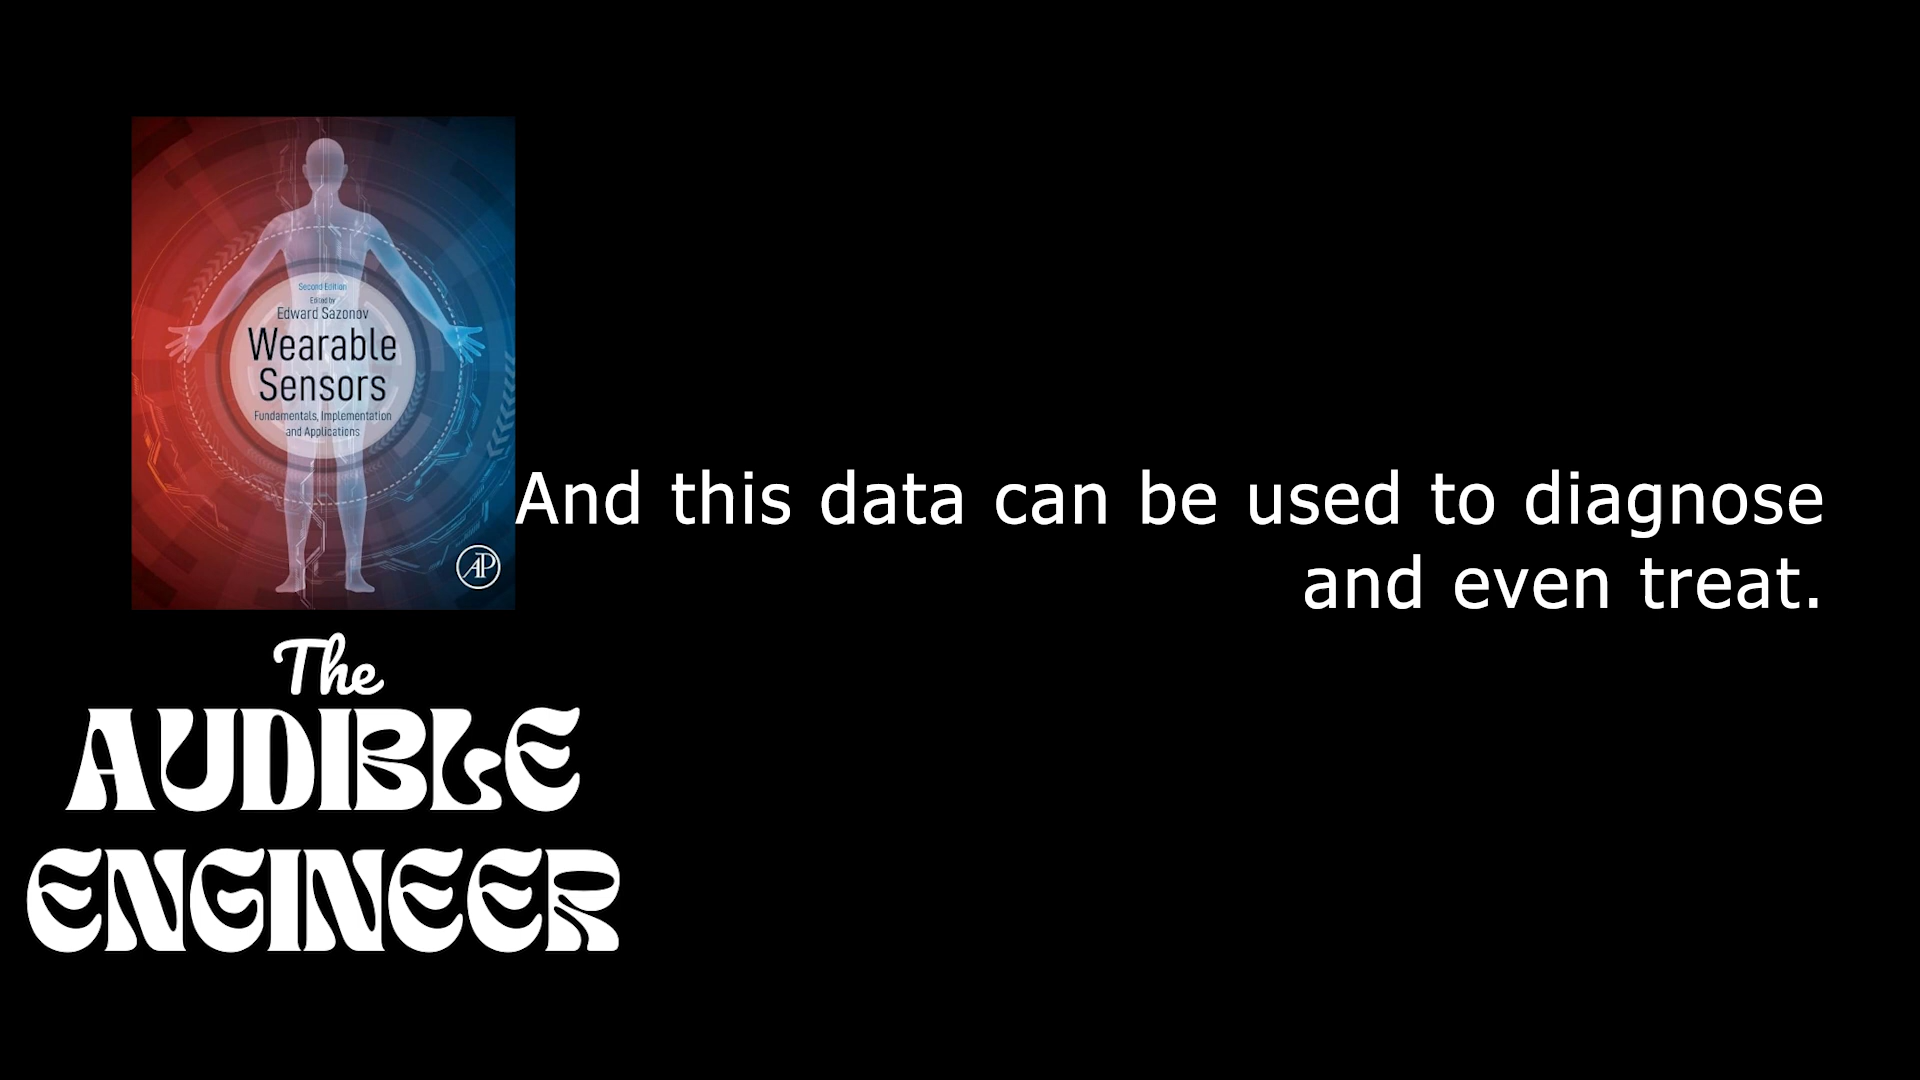 Second Edition
Edited by
Edward Sazonov
Wearable
Sensors
Fundamentals, Implementation
and Applications
AP
And this data can be used to diagnose
and even treat.
The
AUDIBLE
ENGINEER